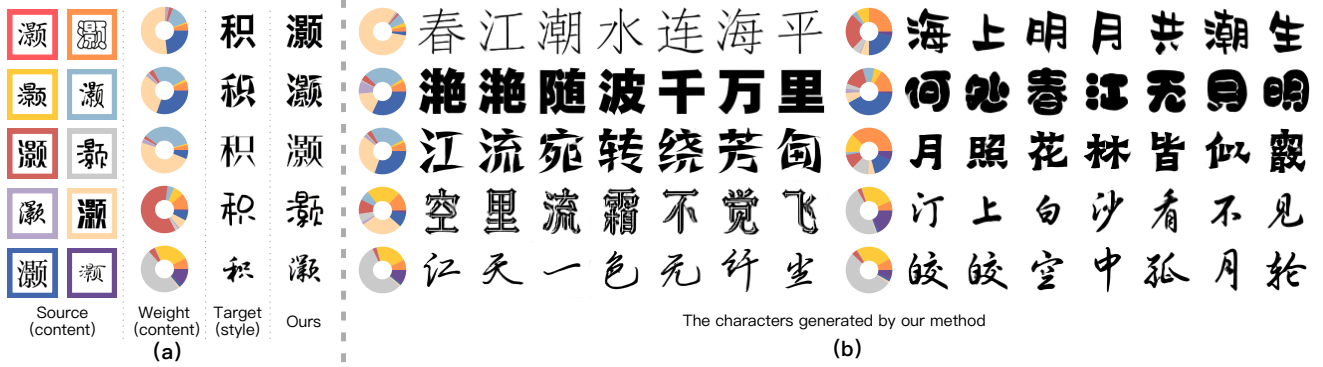 灏 灏 积 灏 春江潮水连海平 海上明月共潮生
灏 灏 积 灏 滟滟随波千万里 何处春江无月明
灏 灏 积 灏 江流宛转绕芳甸 月照花林皆似霰
灏 灏 积 灏 空里流霜不觉飞 汀上白沙看不见
灏 灏 积 灏 江天一色无纤尘 皎皎空中孤月轮
Source (content) Weight (content) Target (style) Ours
The characters generated by our method
(a) (b)